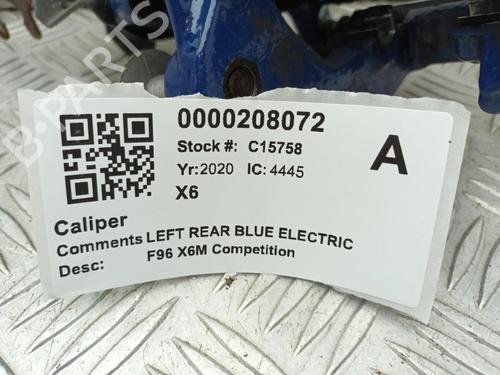 0000208072
Stock #: C15758
Yr: 2020 IC: 4445
X6
A
Caliper
Comments LEFT REAR BLUE ELECTRIC
Desc: F96 X6M Competition
B-PARTS